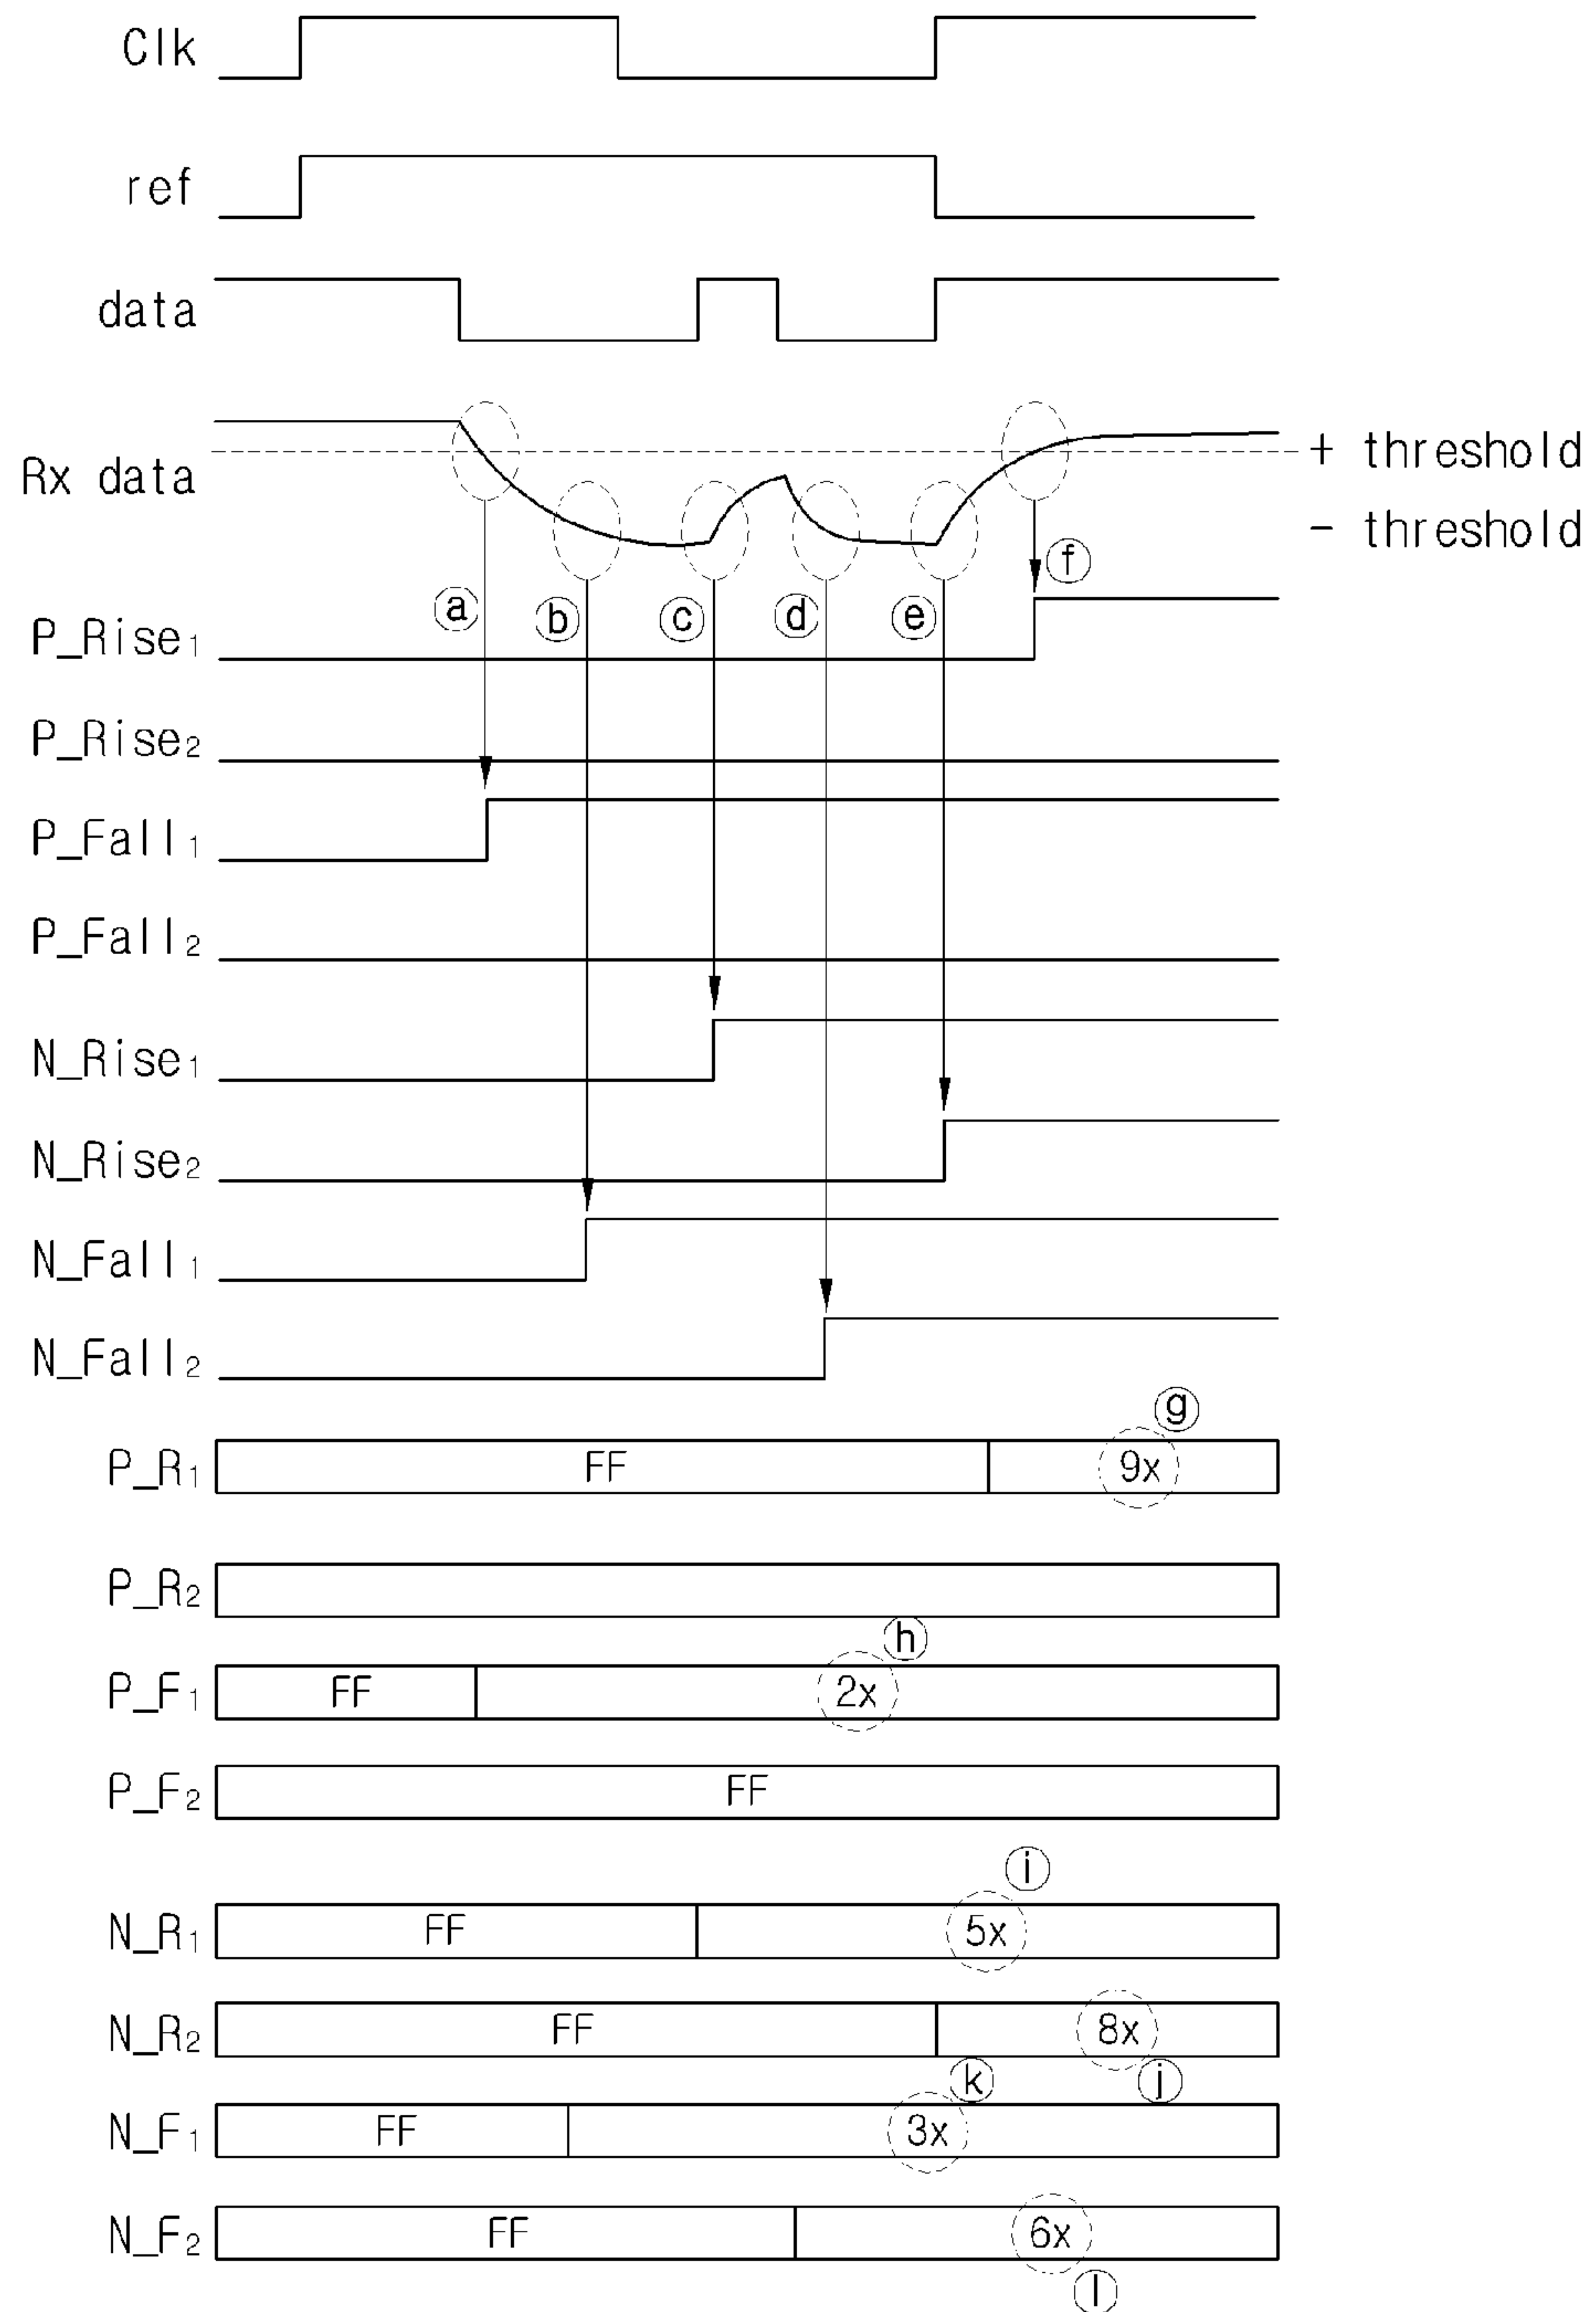 Clk
ref
data
Rx data
+ threshold
- threshold
ⓐ ⓑ ⓒ ⓓ ⓔ ⓕ
P_Rise₁
P_Rise₂
P_Fall₁
P_Fall₂
N_Rise₁
N_Rise₂
N_Fall₁
N_Fall₂
ⓖ
P_R₁ FF 9x
P_R₂
ⓗ
P_F₁ FF 2x
P_F₂ FF
ⓘ
N_R₁ FF 5x
N_R₂ FF 8x
ⓚ ⓙ
N_F₁ FF 3x
N_F₂ FF 6x
ⓛ